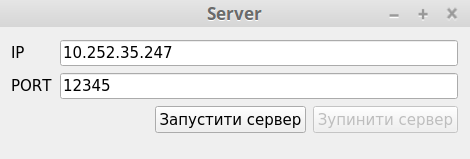 Server
IP 10.252.35.247
PORT 12345
Запустити сервер Зупинити сервер